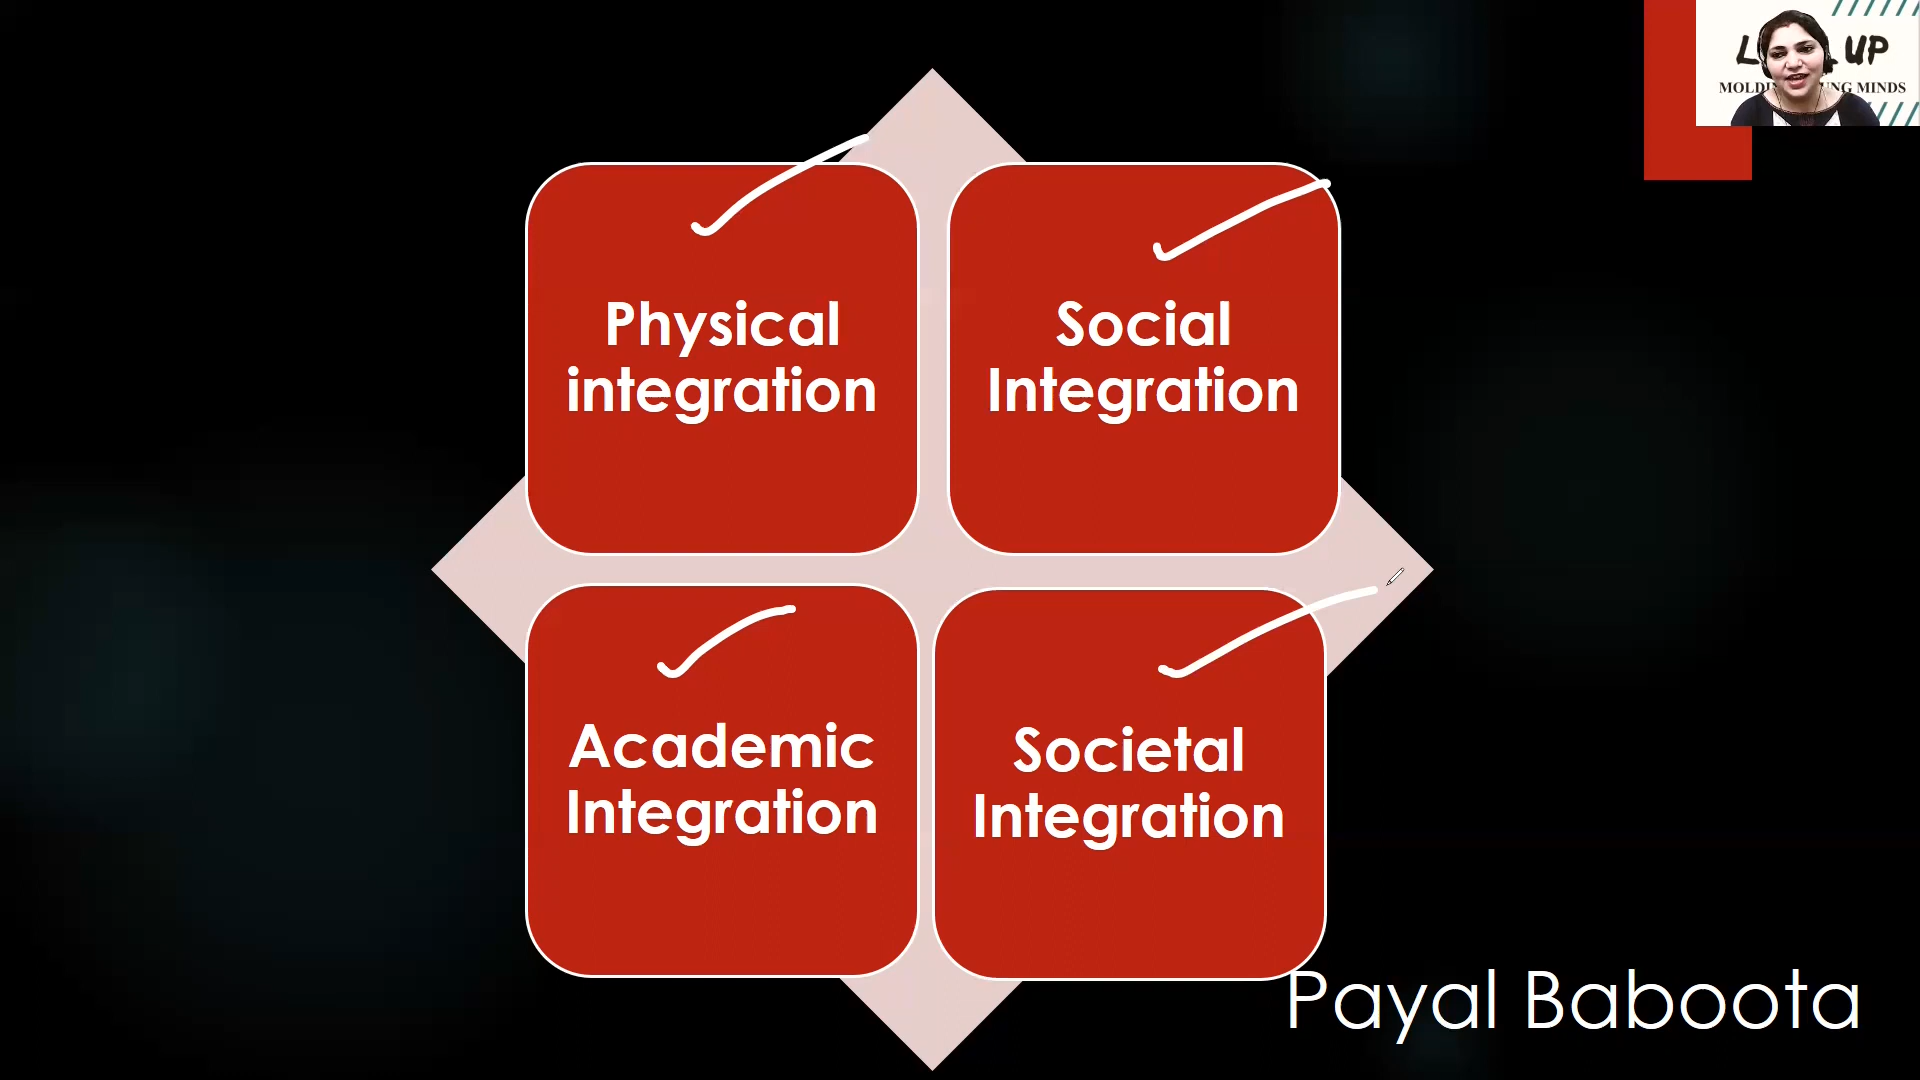 Physical
integration
Social
Integration
Academic
Integration
Societal
Integration
Payal Baboota
UP
MINDS